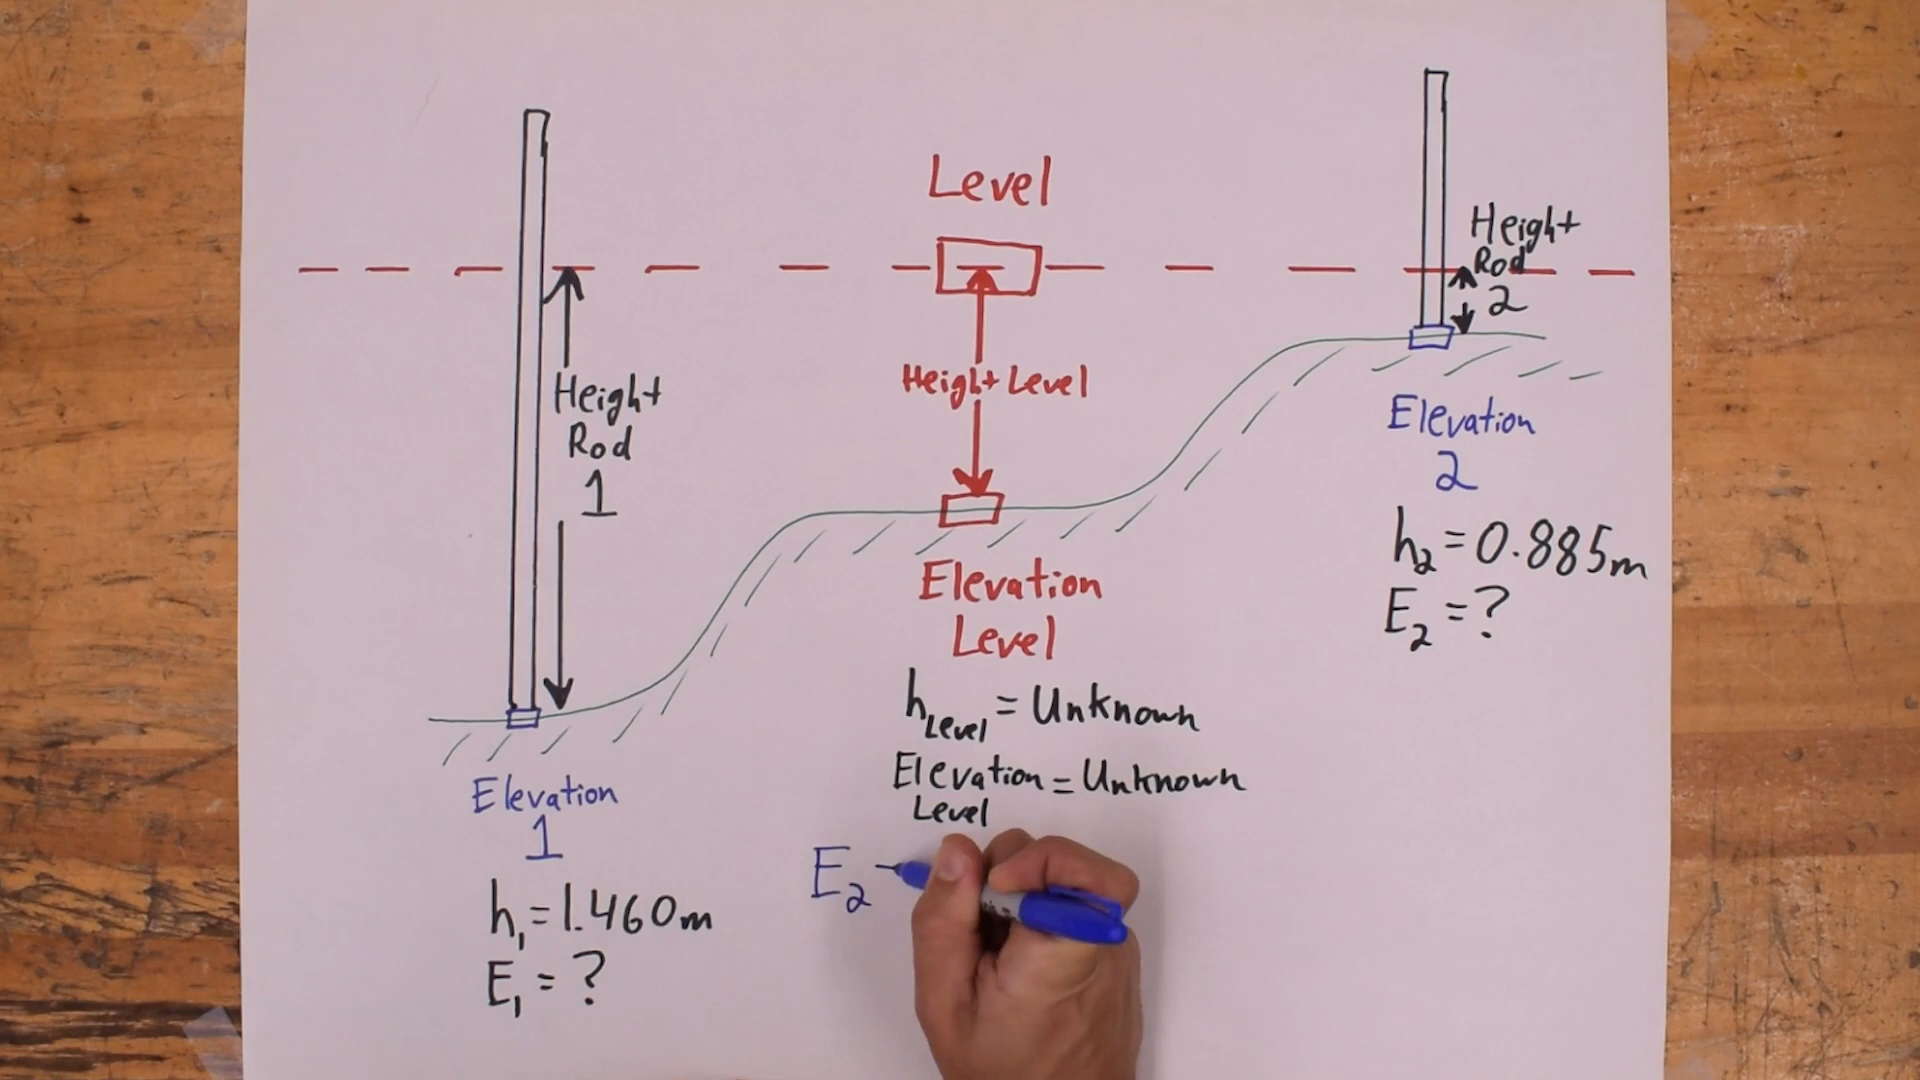 Level
Height
Rod
2
Height
Rod
1
Height Level
Elevation
2
h2 = 0.885m
E2 = ?
Elevation
Level
hLevel = Unknown
Elevation = Unknown
Level
Elevation
1
h1 = 1.460m
E1 = ?
E2 -